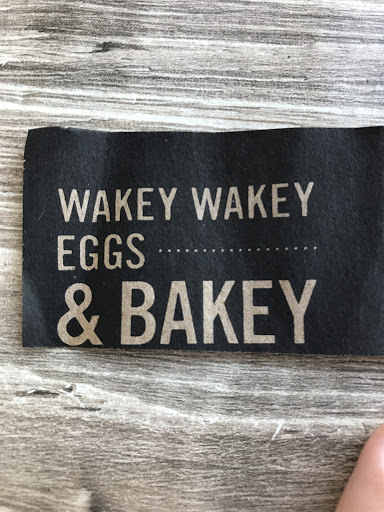 WAKEY WAKEY
EGGS ....................
& BAKEY